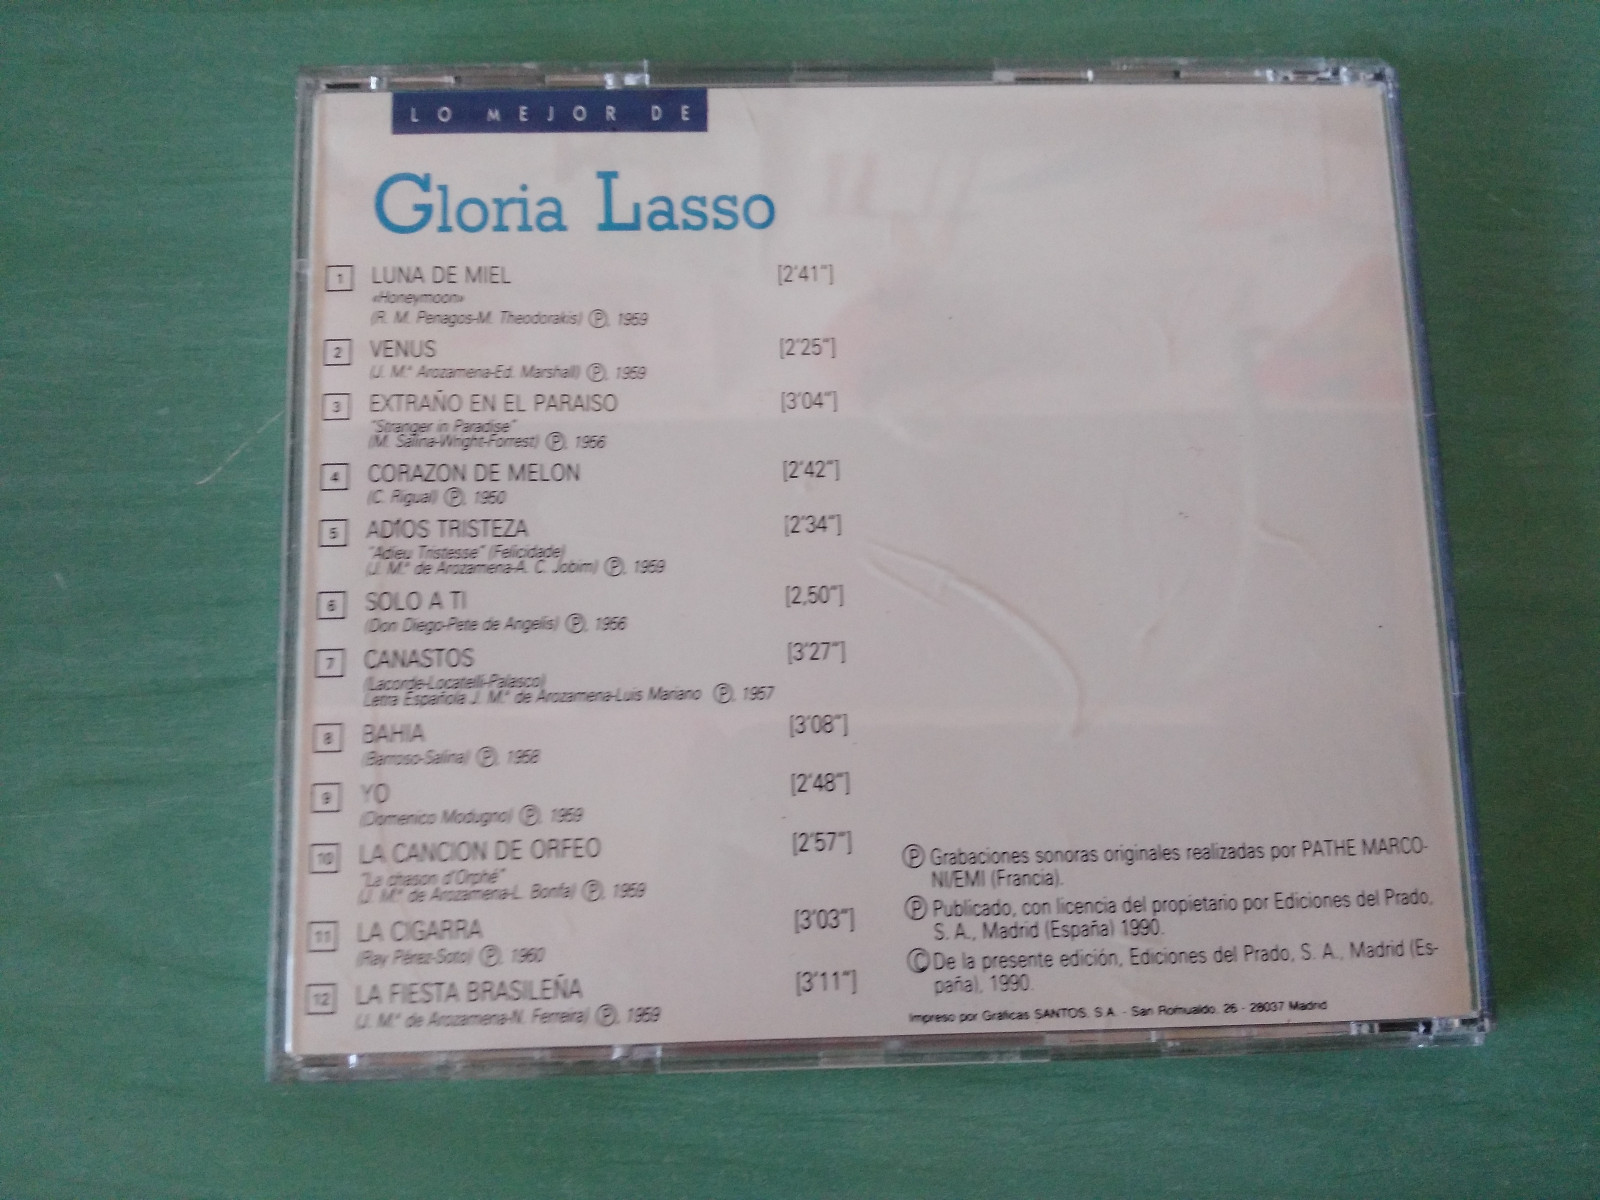 LO MEJOR DE
Gloria Lasso
1 LUNA DE MIEL [2'41"]
«Honeymoon»
(R. M. Penagos-M. Theodorakis) Ⓟ, 1959
2 VENUS [2'25"]
(J. M.ª Arozamena-Ed. Marshall) Ⓟ, 1959
3 EXTRAÑO EN EL PARAISO [3'04"]
"Stranger in Paradise"
(M. Salina-Wright-Forrest) Ⓟ, 1956
4 CORAZON DE MELON [2'42"]
(C. Rigual) Ⓟ, 1950
5 ADÍOS TRISTEZA [2'34"]
"Adieu Tristesse" (Felicidade)
(J. M.ª de Arozamena-A. C. Jobim) Ⓟ, 1959
6 SOLO A TI [2,50"]
(Don Diego-Pete de Angelis) Ⓟ, 1956
7 CANASTOS [3'27"]
(Lacorde-Locatelli-Palasco)
Letra Española J. M.ª de Arozamena-Luis Mariano Ⓟ, 1957
8 BAHIA [3'08"]
(Barroso-Salina) Ⓟ, 1958
9 YO [2'48"]
(Domenico Modugno) Ⓟ, 1959
10 LA CANCION DE ORFEO [2'57"]
"La chason d'Orphé"
(J. M.ª de Arozamena-L. Bonfa) Ⓟ, 1959
11 LA CIGARRA [3'03"]
(Ray Pérez-Soto) Ⓟ, 1960
12 LA FIESTA BRASILEÑA [3'11"]
(J. M.ª de Arozamena-N. Ferreira) Ⓟ, 1959
Ⓟ Grabaciones sonoras originales realizadas por PATHE MARCO-
NI/EMI (Francia).
Ⓟ Publicado, con licencia del propietario por Ediciones del Prado,
S. A., Madrid (España) 1990.
© De la presente edición, Ediciones del Prado, S. A., Madrid (Es-
paña), 1990.
Impreso por Gráficas SANTOS, S.A. - San Romualdo, 26 - 28037 Madrid